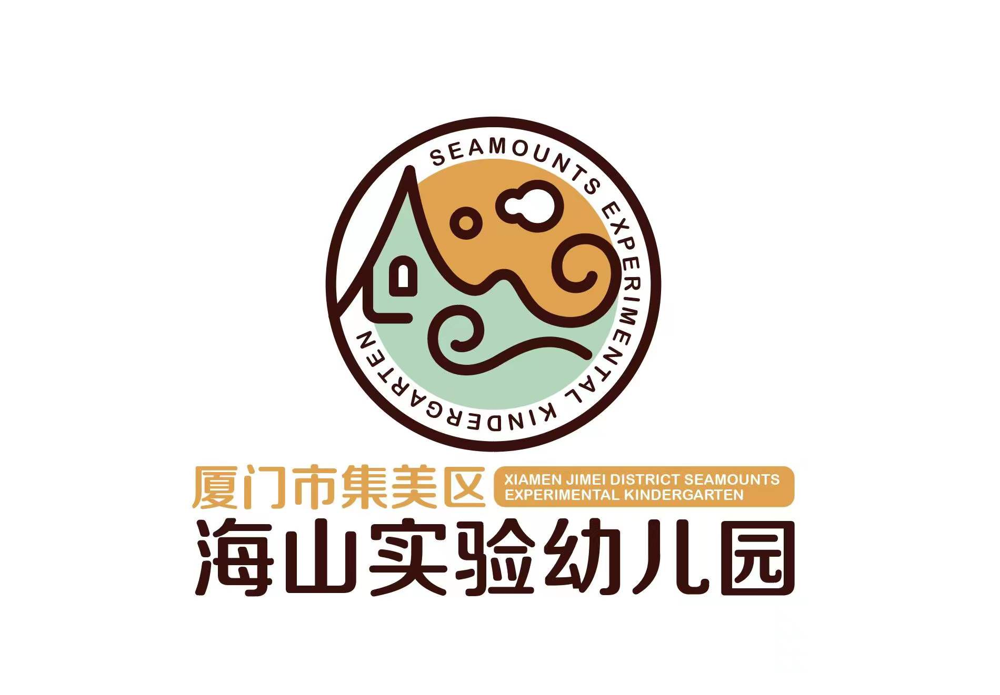 SEAMOUNTS EXPERIMENTAL KINDERGARTEN
厦门市集美区
XIAMEN JIMEI DISTRICT SEAMOUNTS
EXPERIMENTAL KINDERGARTEN
海山实验幼儿园